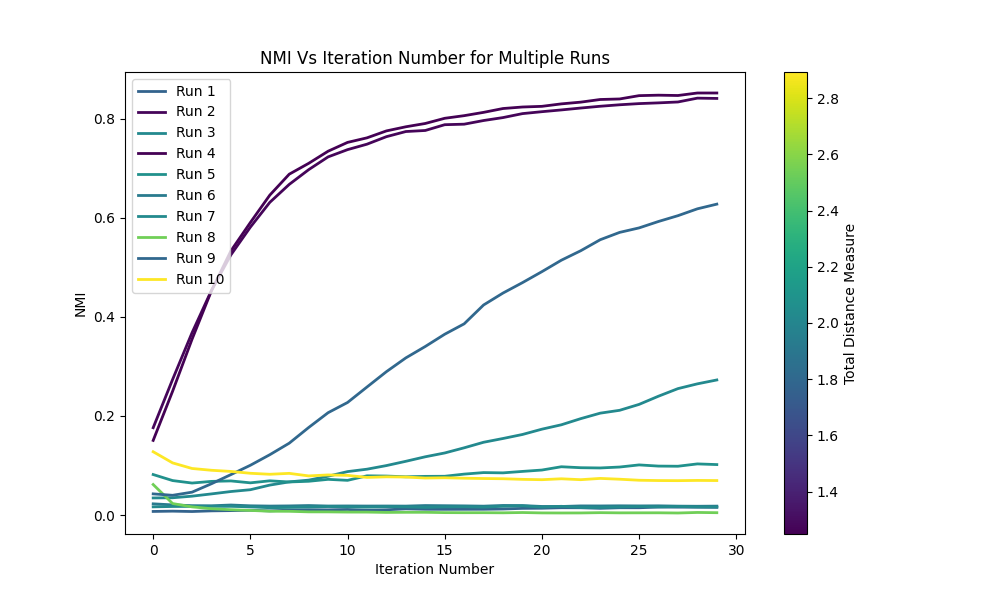 NMI Vs Iteration Number for Multiple Runs
Run 1
Run 2
Run 3
Run 4
Run 5
Run 6
Run 7
Run 8
Run 9
Run 10
NMI
0.8
0.6
0.4
0.2
0.0
0 5 10 15 20 25 30
Iteration Number
2.8
2.6
2.4
2.2
2.0
1.8
1.6
1.4
Total Distance Measure